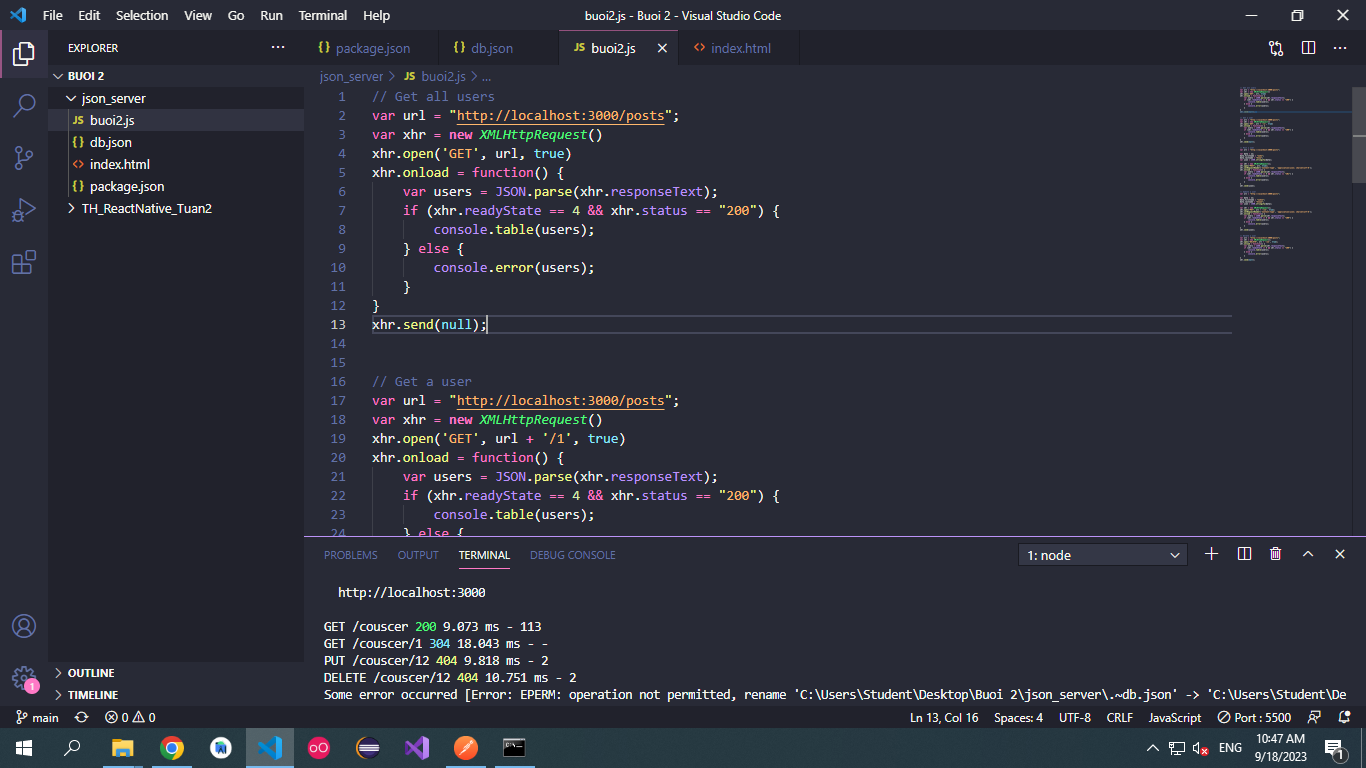 File Edit Selection View Go Run Terminal Help
buoi2.js - Buoi 2 - Visual Studio Code
EXPLORER
BUOI 2
json_server
JS buoi2.js
{} db.json
<> index.html
{} package.json
TH_ReactNative_Tuan2
OUTLINE
TIMELINE
{} package.json
{} db.json
JS buoi2.js
<> index.html
json_server > JS buoi2.js > ...
1 // Get all users
2 var url = "http://localhost:3000/posts";
3 var xhr = new XMLHttpRequest()
4 xhr.open('GET', url, true)
5 xhr.onload = function() {
6 var users = JSON.parse(xhr.responseText);
7 if (xhr.readyState == 4 && xhr.status == "200") {
8 console.table(users);
9 } else {
10 console.error(users);
11 }
12 }
13 xhr.send(null);
14
15
16 // Get a user
17 var url = "http://localhost:3000/posts";
18 var xhr = new XMLHttpRequest()
19 xhr.open('GET', url + '/1', true)
20 xhr.onload = function() {
21 var users = JSON.parse(xhr.responseText);
22 if (xhr.readyState == 4 && xhr.status == "200") {
23 console.table(users);
24 } else {
PROBLEMS OUTPUT TERMINAL DEBUG CONSOLE
1: node
http://localhost:3000
GET /couscer 200 9.073 ms - 113
GET /couscer/1 304 18.043 ms - -
PUT /couscer/12 404 9.818 ms - 2
DELETE /couscer/12 404 10.751 ms - 2
Some error occurred [Error: EPERM: operation not permitted, rename 'C:\Users\Student\Desktop\Buoi 2\json_server\.~db.json' -> 'C:\Users\Student\De
1
main
0 0
Ln 13, Col 16 Spaces: 4 UTF-8 CRLF JavaScript Port : 5500
ENG
10:47 AM
9/18/2023
1